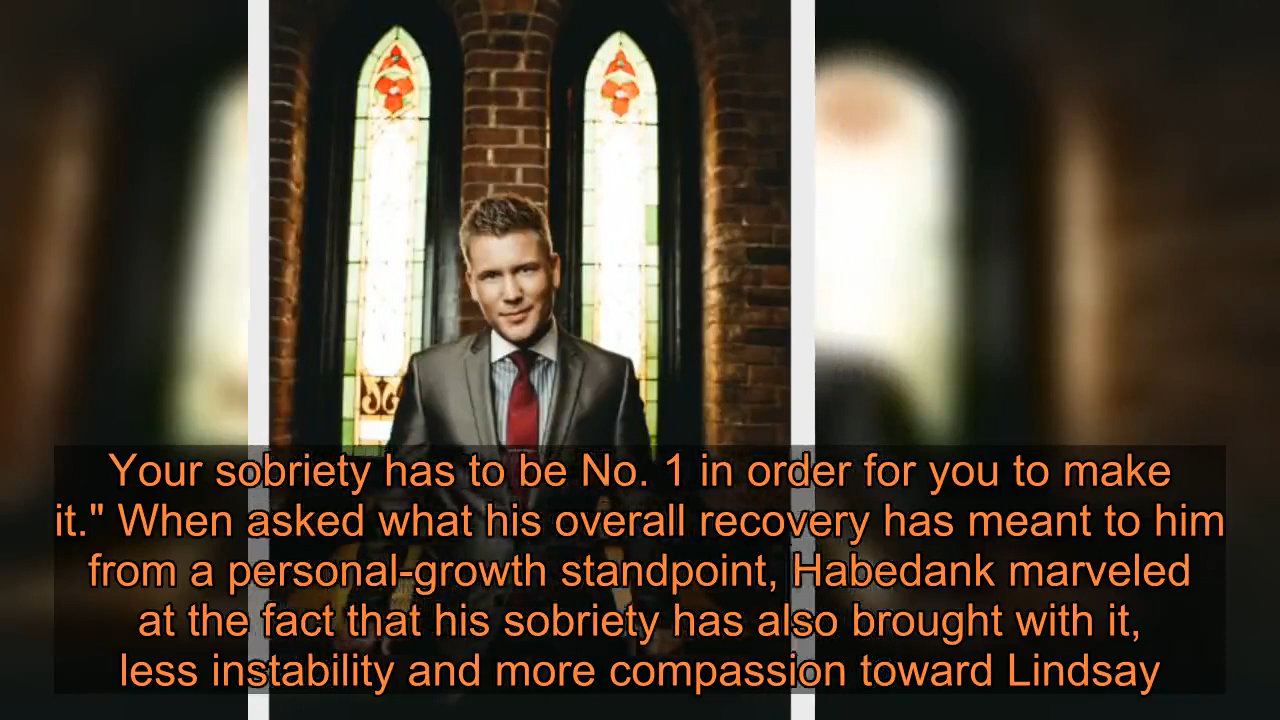 Your sobriety has to be No. 1 in order for you to make
it." When asked what his overall recovery has meant to him
from a personal-growth standpoint, Habedank marveled
at the fact that his sobriety has also brought with it,
less instability and more compassion toward Lindsay